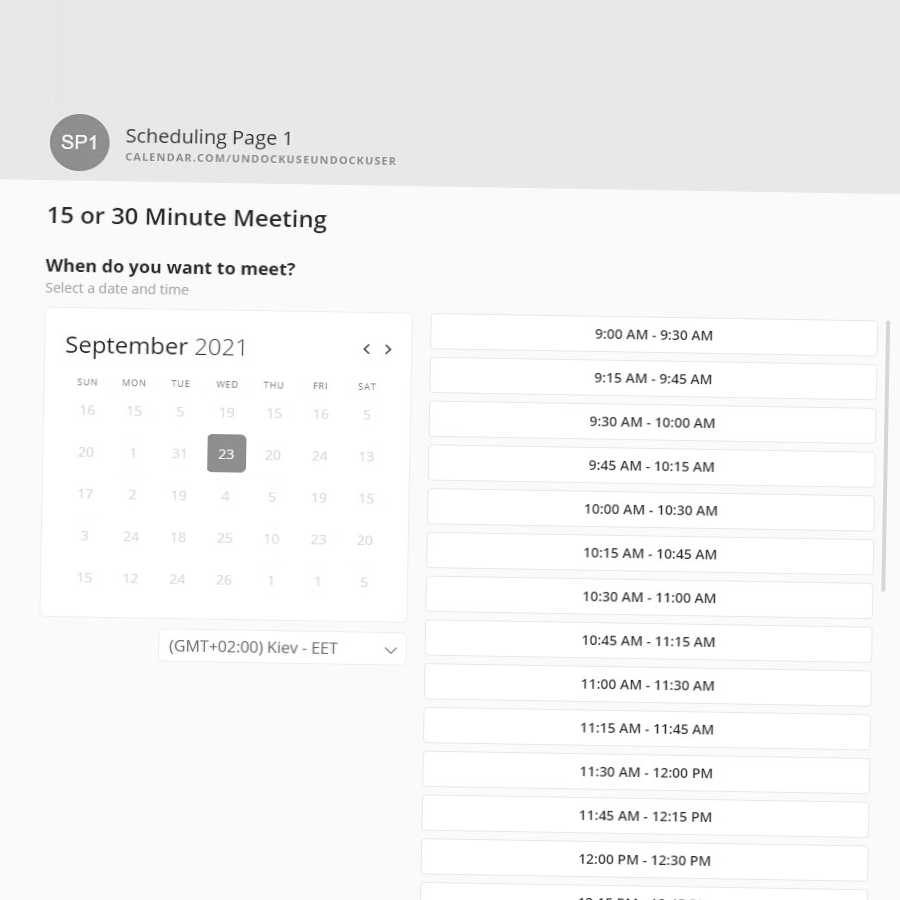 SP1
Scheduling Page 1
CALENDAR.COM/UNDOCKUSEUNDOCKUSER
15 or 30 Minute Meeting
When do you want to meet?
Select a date and time
September 2021
SUN MON TUE WED THU FRI SAT
16 15 5 19 15 16 5
20 1 31 23 20 24 13
17 2 19 4 5 19 15
3 24 18 25 10 23 20
15 12 24 26 1 1 5
(GMT+02:00) Kiev - EET
9:00 AM - 9:30 AM
9:15 AM - 9:45 AM
9:30 AM - 10:00 AM
9:45 AM - 10:15 AM
10:00 AM - 10:30 AM
10:15 AM - 10:45 AM
10:30 AM - 11:00 AM
10:45 AM - 11:15 AM
11:00 AM - 11:30 AM
11:15 AM - 11:45 AM
11:30 AM - 12:00 PM
11:45 AM - 12:15 PM
12:00 PM - 12:30 PM